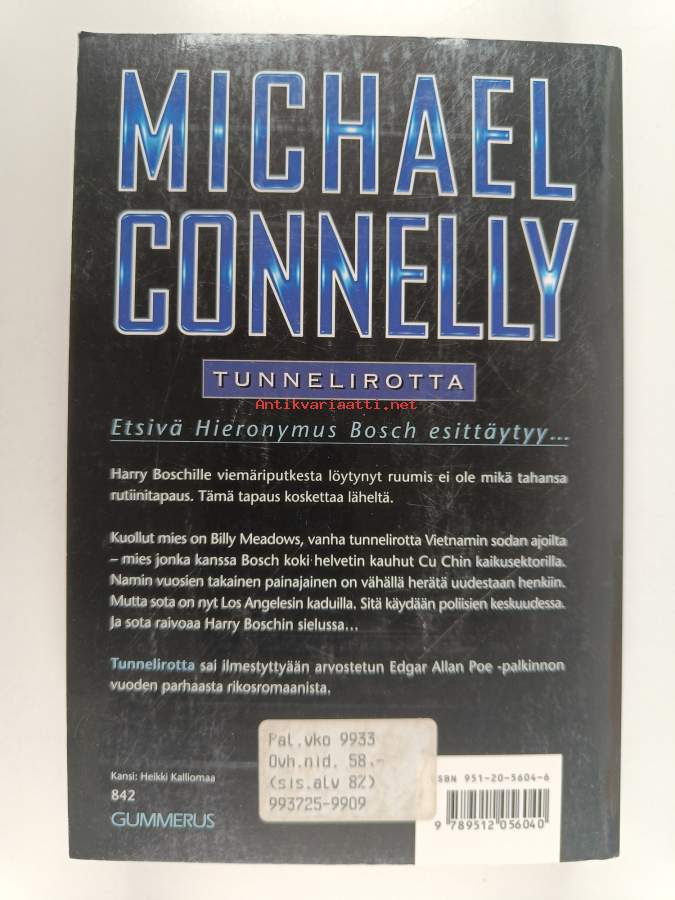 MICHAEL
CONNELLY
TUNNELIROTTA
Antikvariaatti.net
Etsivä Hieronymus Bosch esittäytyy...
Harry Boschille viemäriputkesta löytynyt ruumis ei ole mikä tahansa
rutiinitapaus. Tämä tapaus koskettaa läheltä.
Kuollut mies on Billy Meadows, vanha tunnelirotta Vietnamin sodan ajoilta
– mies jonka kanssa Bosch koki helvetin kauhut Cu Chin kaikusektorilla.
Namin vuosien takainen painajainen on vähällä herätä uudestaan henkiin.
Mutta sota on nyt Los Angelesin kaduilla. Sitä käydään poliisien keskuudessa.
Ja sota raivoaa Harry Boschin sielussa...
Tunnelirotta sai ilmestyttyään arvostetun Edgar Allan Poe -palkinnon
vuoden parhaasta rikosromaanista.
Pal.vko 9933
Ovh.nid. 58.-
(sis.alv 8%)
993725-9909
Kansi: Heikki Kalliomaa
842
GUMMERUS
ISBN 951-20-5604-6
9 789512 056040